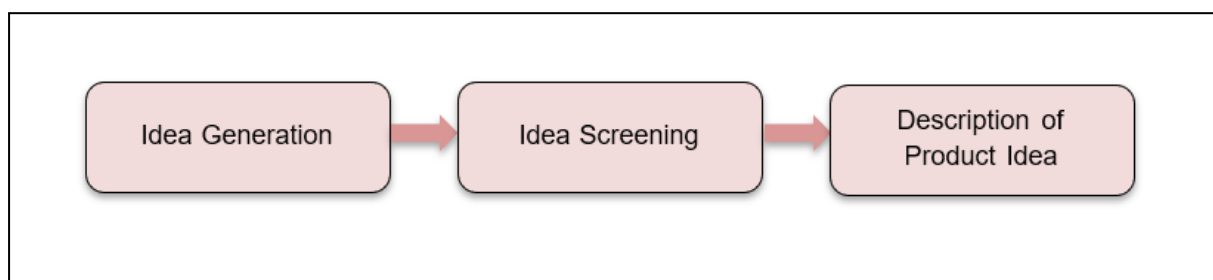 Idea Generation
Idea Screening
Description of
Product Idea